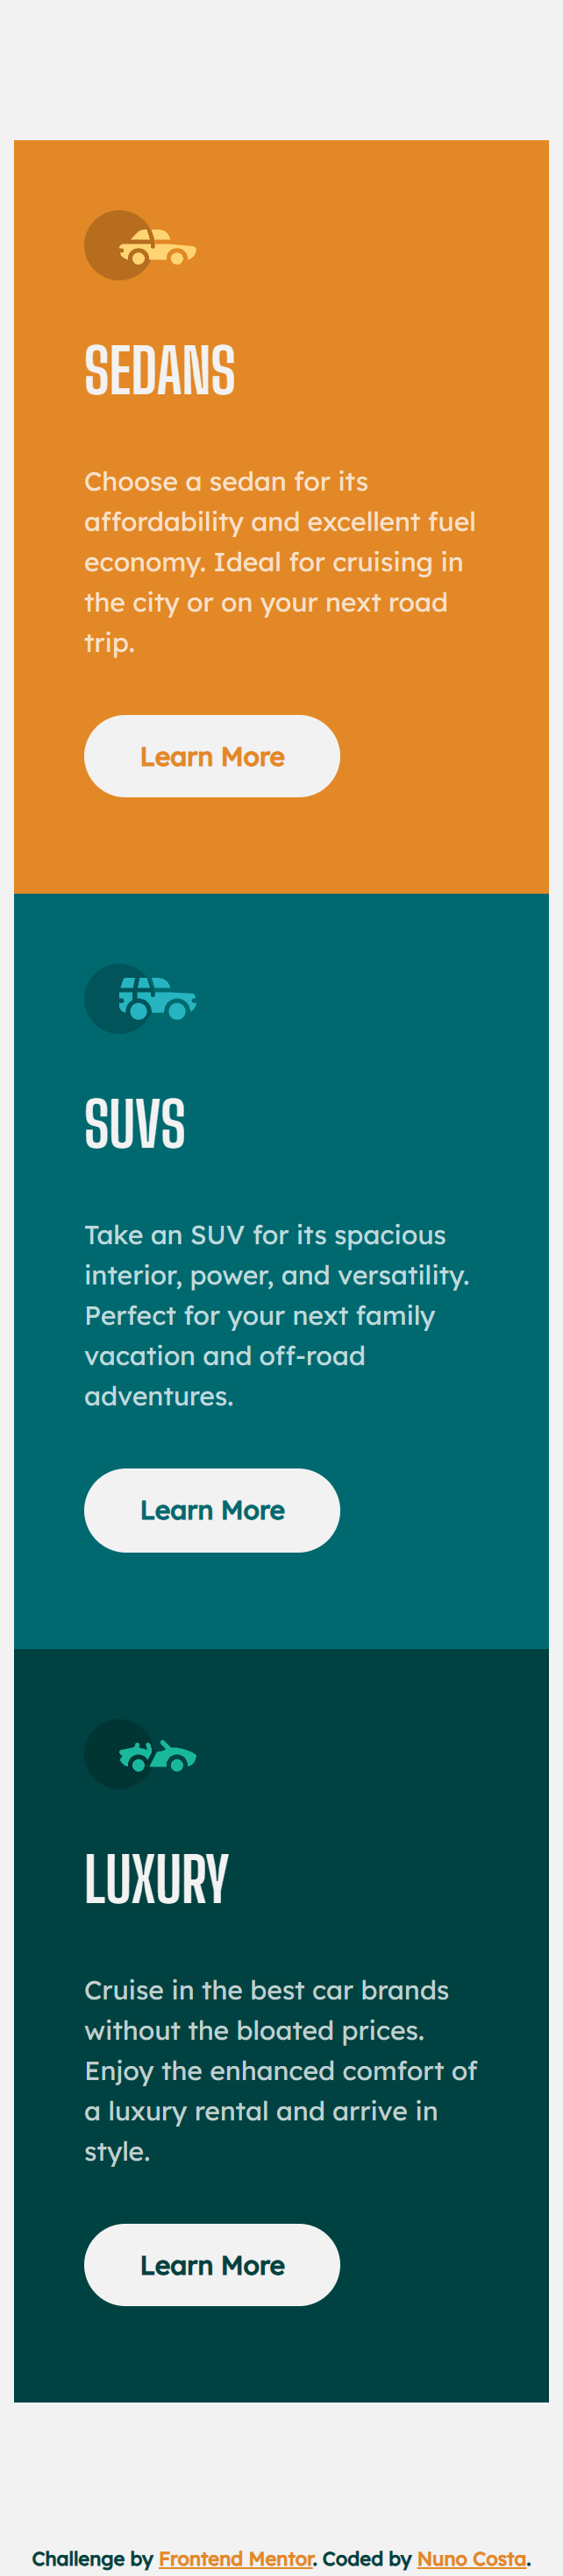 SEDANS
Choose a sedan for its
affordability and excellent fuel
economy. Ideal for cruising in
the city or on your next road
trip.
Learn More
SUVS
Take an SUV for its spacious
interior, power, and versatility.
Perfect for your next family
vacation and off-road
adventures.
Learn More
LUXURY
Cruise in the best car brands
without the bloated prices.
Enjoy the enhanced comfort of
a luxury rental and arrive in
style.
Learn More
Challenge by Frontend Mentor. Coded by Nuno Costa.